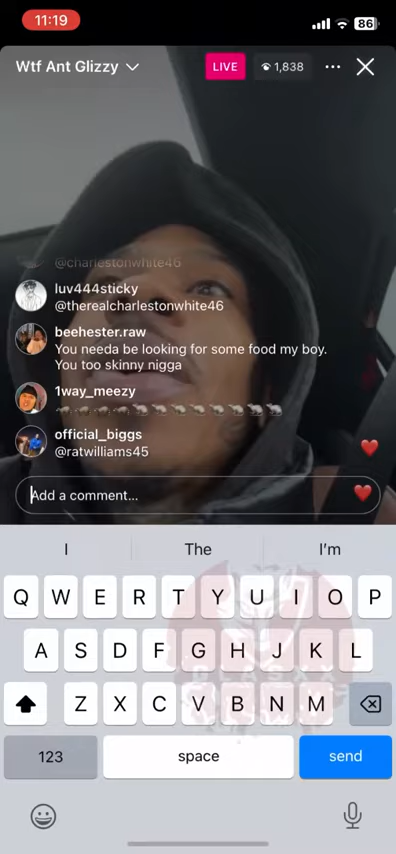 11:19
86
Wtf Ant Glizzy
LIVE
1,838
@charlestonwhite46
luv444sticky
@therealcharlestonwhite46
beehester.raw
You needa be looking for some food my boy.
You too skinny nigga
1way_meezy
official_biggs
@ratwilliams45
Add a comment...
I The I'm
Q W E R T Y U I O P
A S D F G H J K L
Z X C V B N M
123 space send